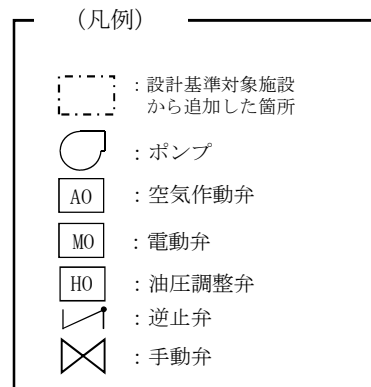 (凡例)
：設計基準対象施設
から追加した箇所
：ポンプ
AO ：空気作動弁
MO ：電動弁
HO ：油圧調整弁
：逆止弁
：手動弁